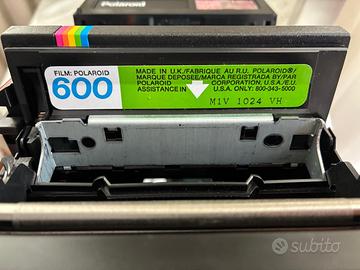 Polaroid
FILM: POLAROID
600
MADE IN U.K./FABRIQUE AU R.U. POLAROID®/
MARQUE DEPOSEE/MARCA REGISTRADA BY/PAR
POLAROID CORPORATION, U.S.A./E.U.
ASSISTANCE IN U.S.A. ONLY: 800-343-5000
M1V 1024 VH
subito